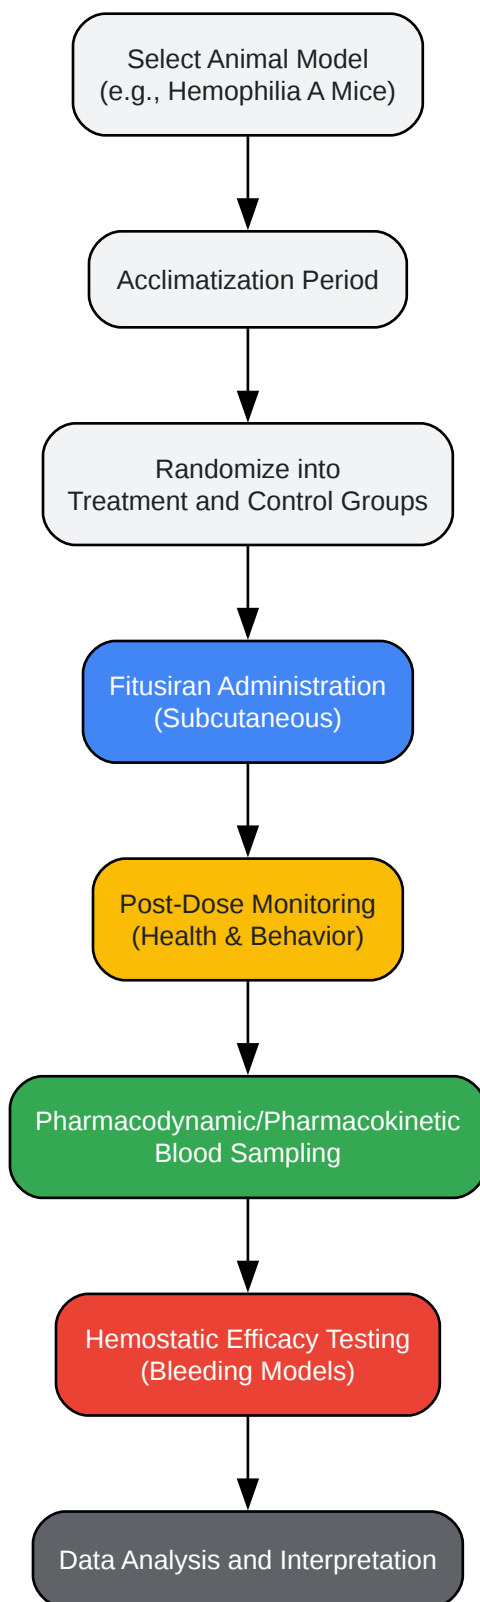 Select Animal Model
(e.g., Hemophilia A Mice)
Acclimatization Period
Randomize into
Treatment and Control Groups
Fitusiran Administration
(Subcutaneous)
Post-Dose Monitoring
(Health & Behavior)
Pharmacodynamic/Pharmacokinetic
Blood Sampling
Hemostatic Efficacy Testing
(Bleeding Models)
Data Analysis and Interpretation